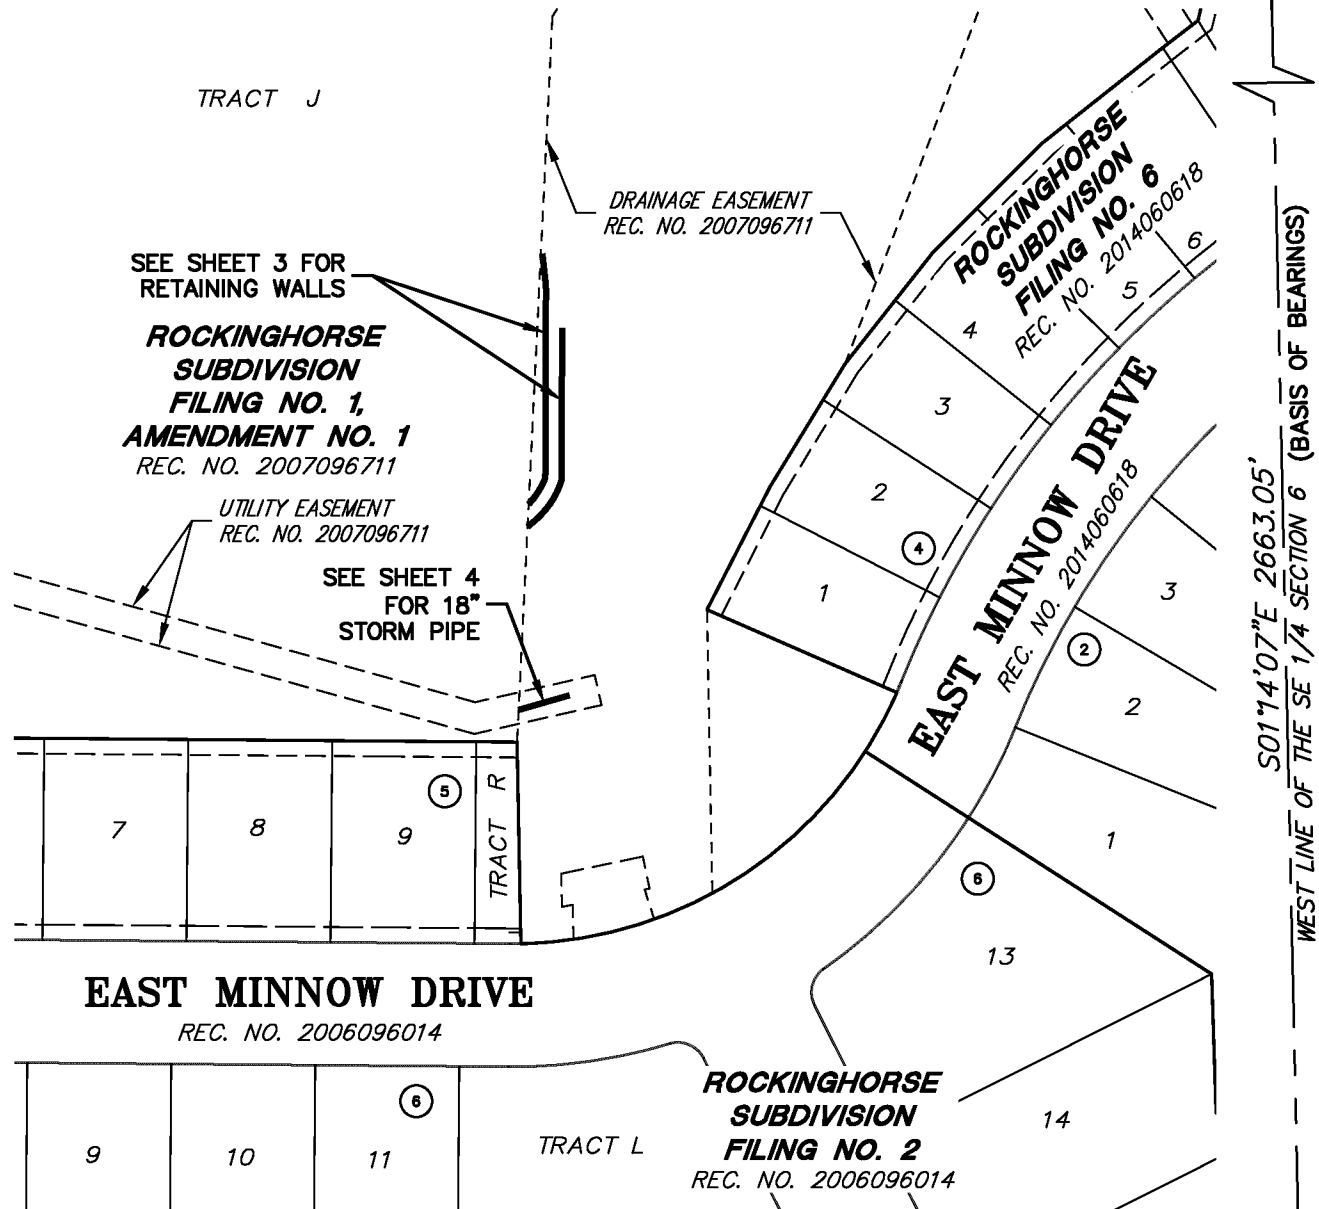 TRACT J
DRAINAGE EASEMENT
REC. NO. 2007096711
SEE SHEET 3 FOR
RETAINING WALLS
ROCKINGHORSE
SUBDIVISION
FILING NO. 1,
AMENDMENT NO. 1
REC. NO. 2007096711
UTILITY EASEMENT
REC. NO. 2007096711
SEE SHEET 4
FOR 18"
STORM PIPE
ROCKINGHORSE
SUBDIVISION
FILING NO. 6
REC. NO. 2014060618
6
5
4
3
2
1
4
EAST MINNOW DRIVE
REC. NO. 2014060618
3
2
2
1
S01°14'07"E 2663.05'
WEST LINE OF THE SE 1/4 SECTION 6 (BASIS OF BEARINGS)
7
8
9
5
TRACT R
6
13
14
EAST MINNOW DRIVE
REC. NO. 2006096014
9
10
11
6
TRACT L
ROCKINGHORSE
SUBDIVISION
FILING NO. 2
REC. NO. 2006096014